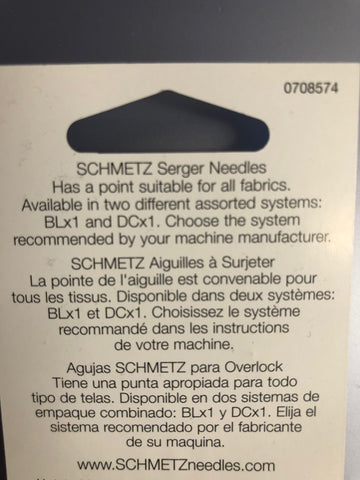 0708574
SCHMETZ Serger Needles
Has a point suitable for all fabrics.
Available in two different assorted systems:
BLx1 and DCx1. Choose the system
recommended by your machine manufacturer.
SCHMETZ Aiguilles à Surjeter
La pointe de l'aiguille est convenable pour
tous les tissus. Disponible dans deux systèmes:
BLx1 et DCx1. Choisissez le système
recommandé dans les instructions
de votre machine.
Agujas SCHMETZ para Overlock
Tiene una punta apropiada para todo
tipo de telas. Disponible en dos sistemas de
empaque combinado: BLx1 y DCx1. Elija el
sistema recomendado por el fabricante
de su maquina.
www.SCHMETZneedles.com